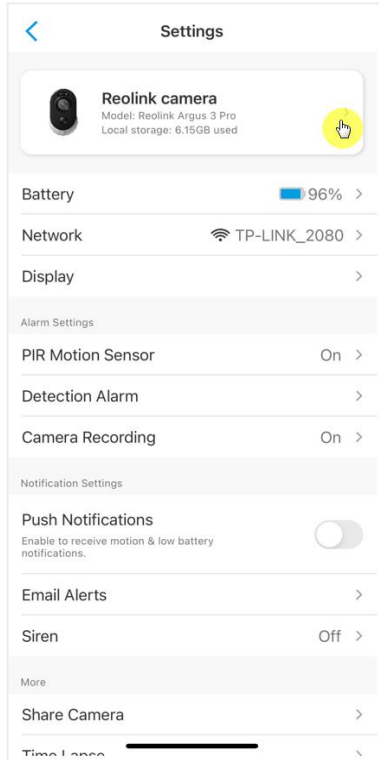 Settings
Reolink camera
Model: Reolink Argus 3 Pro
Local storage: 6.15GB used
Battery 96%
Network TP-LINK_2080
Display
Alarm Settings
PIR Motion Sensor On
Detection Alarm
Camera Recording On
Notification Settings
Push Notifications
Enable to receive motion & low battery
notifications.
Email Alerts
Siren Off
More
Share Camera
Time Lapse